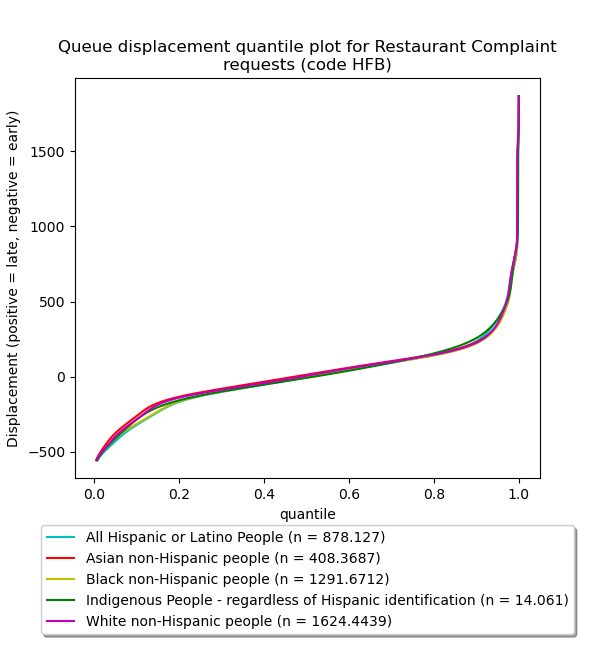 Queue displacement quantile plot for Restaurant Complaint
requests (code HFB)
Displacement (positive = late, negative = early)
1500
1000
500
0
−500
0.0 0.2 0.4 0.6 0.8 1.0
quantile
All Hispanic or Latino People (n = 878.127)
Asian non-Hispanic people (n = 408.3687)
Black non-Hispanic people (n = 1291.6712)
Indigenous People - regardless of Hispanic identification (n = 14.061)
White non-Hispanic people (n = 1624.4439)